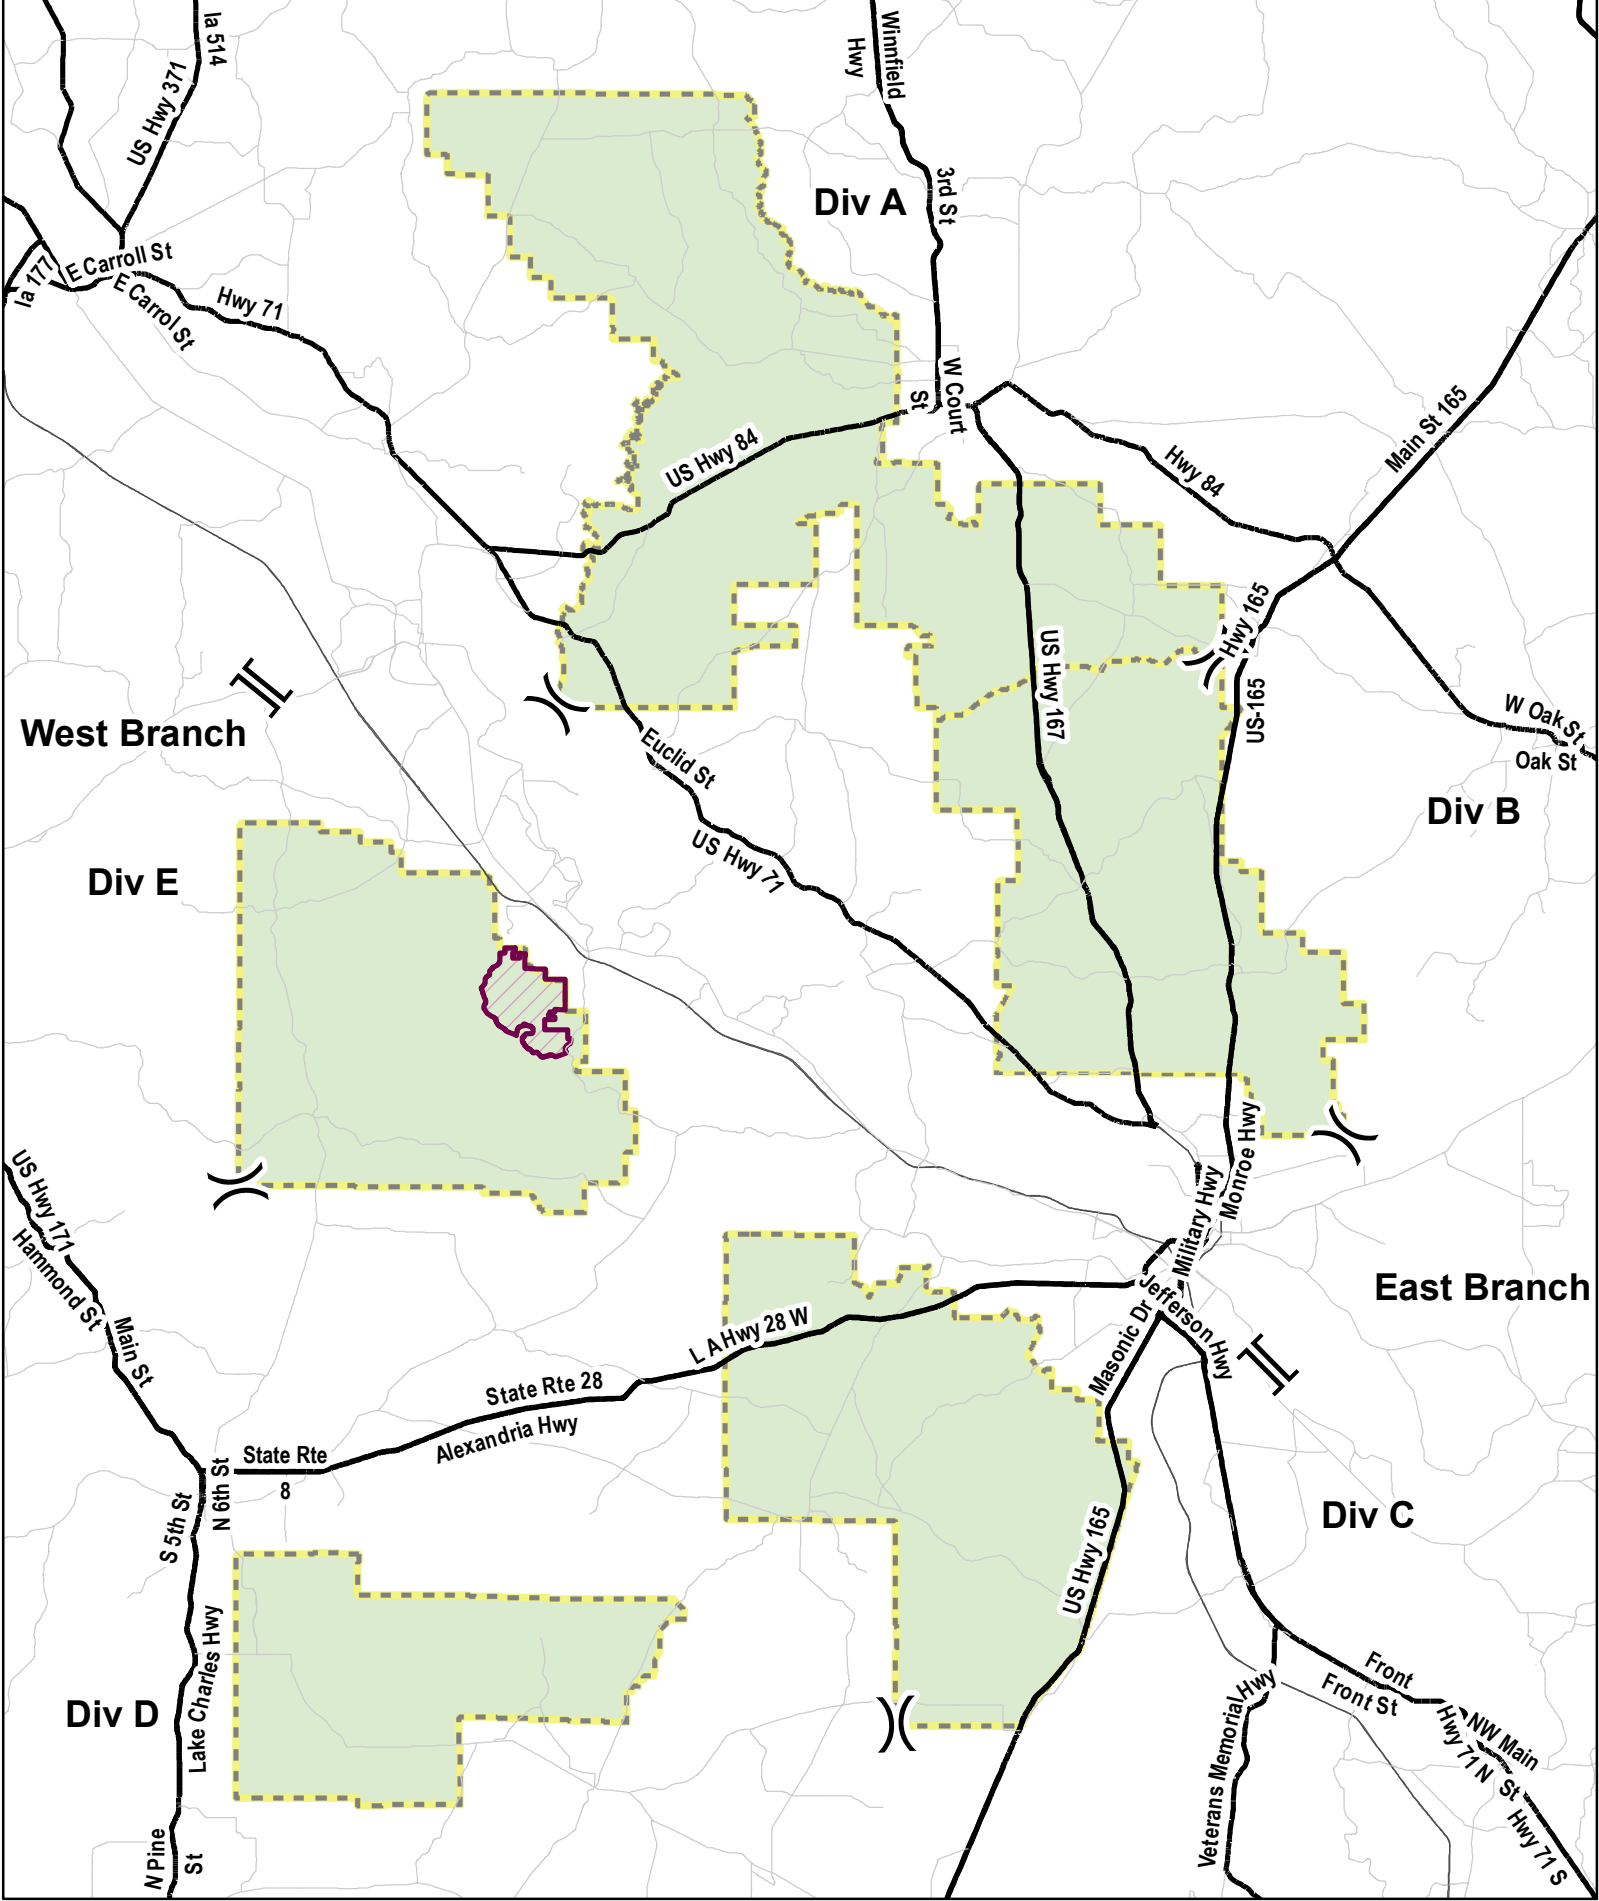 la 514
US Hwy 371
Winnfield
Hwy
Div A
3rd St
E Carroll St
la 177
E Carrol St
Hwy 71
W Court
St
Main St 165
US Hwy 84
Hwy 84
Hwy 165
US Hwy 167
US-165
West Branch
W Oak St
Oak St
Euclid St
Div B
US Hwy 71
Div E
Monroe Hwy
Military Hwy
US Hwy 171
Hammond St
East Branch
Jefferson Hwy
Masonic Dr
Main St
L A Hwy 28 W
State Rte 28
Alexandria Hwy
State Rte
8
N 6th St
S 5th St
Div C
US Hwy 165
Lake Charles Hwy
Div D
Front
Front St
Veterans Memorial Hwy
NW Main
St
Hwy 71 N
Hwy 71 S
N Pine
St